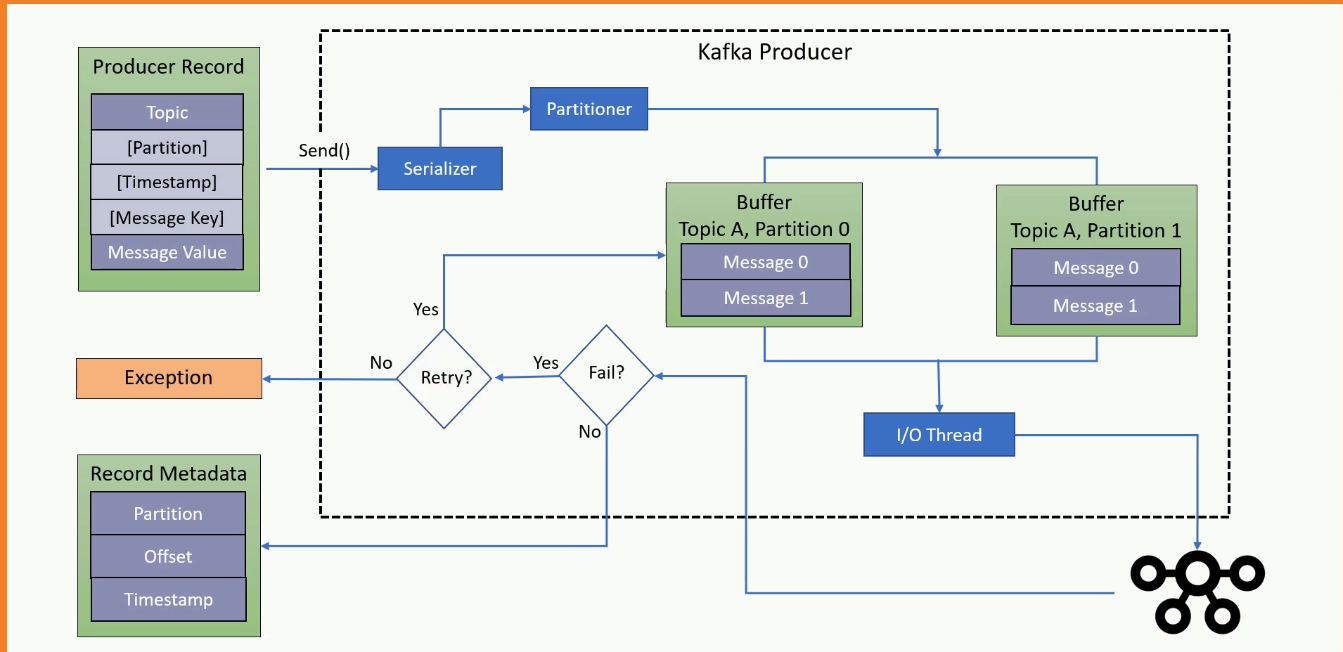 Kafka Producer
Producer Record
Topic
[Partition]
[Timestamp]
[Message Key]
Message Value
Send()
Serializer
Partitioner
Buffer
Topic A, Partition 0
Message 0
Message 1
Buffer
Topic A, Partition 1
Message 0
Message 1
Yes
No
Retry?
Yes
Fail?
No
Exception
I/O Thread
Record Metadata
Partition
Offset
Timestamp